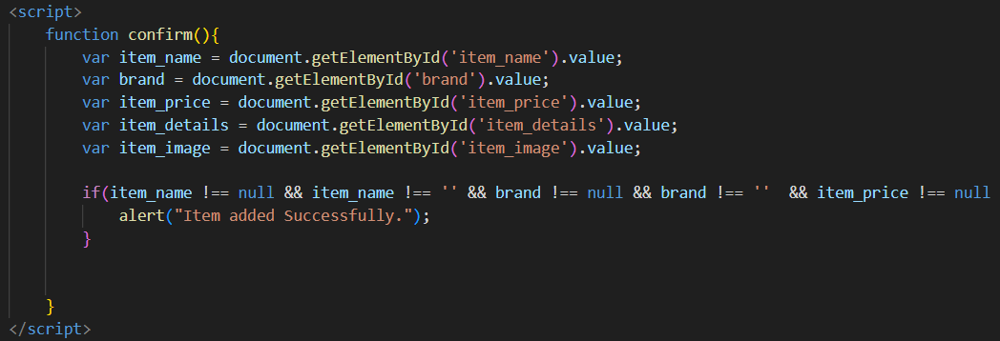 <script>
function confirm(){
var item_name = document.getElementById('item_name').value;
var brand = document.getElementById('brand').value;
var item_price = document.getElementById('item_price').value;
var item_details = document.getElementById('item_details').value;
var item_image = document.getElementById('item_image').value;
if(item_name !== null && item_name !== '' && brand !== null && brand !== ''  && item_price !== null
alert("Item added Successfully.");
}
}
</script>